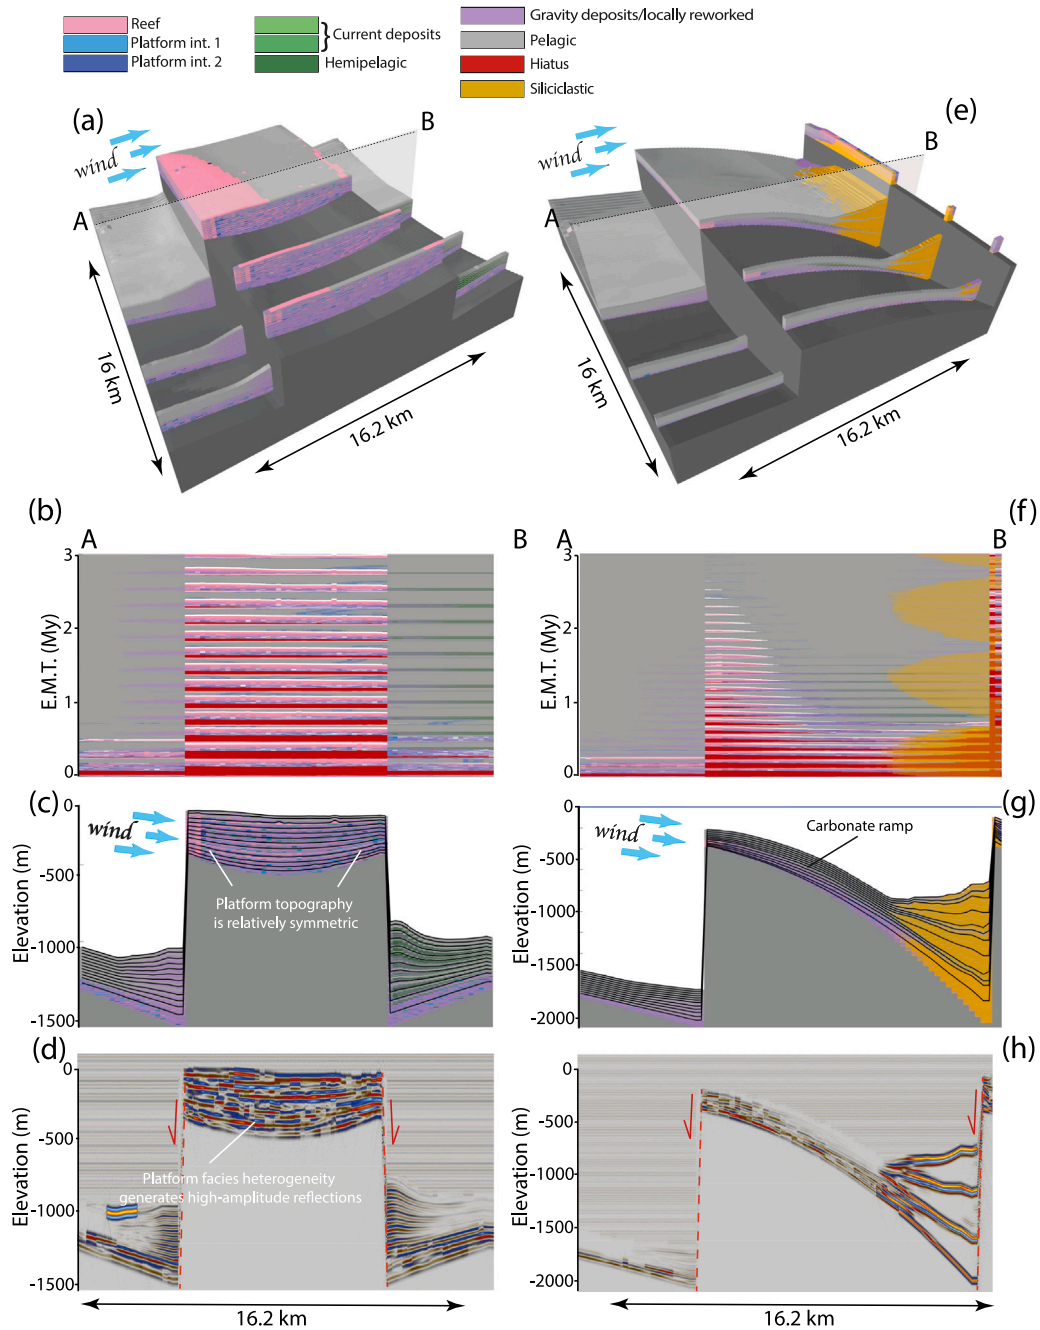 Reef
Platform int. 1
Platform int. 2
Current deposits
Hemipelagic
Gravity deposits/locally reworked
Pelagic
Hiatus
Siliciclastic
(a)
wind
A
B
16 km
16.2 km
(e)
wind
A
B
16 km
16.2 km
(b)
A
B
E.M.T. (My)
3
2
1
0
(f)
A
B
E.M.T. (My)
3
2
1
0
(c)
wind
Elevation (m)
0
-500
-1000
-1500
Platform topography
is relatively symmetric
(g)
wind
Carbonate ramp
Elevation (m)
0
-500
-1000
-1500
-2000
(d)
Elevation (m)
0
-500
-1000
-1500
Platform facies heterogeneity
generates high-amplitude reflections
16.2 km
(h)
Elevation (m)
0
-500
-1000
-1500
-2000
16.2 km